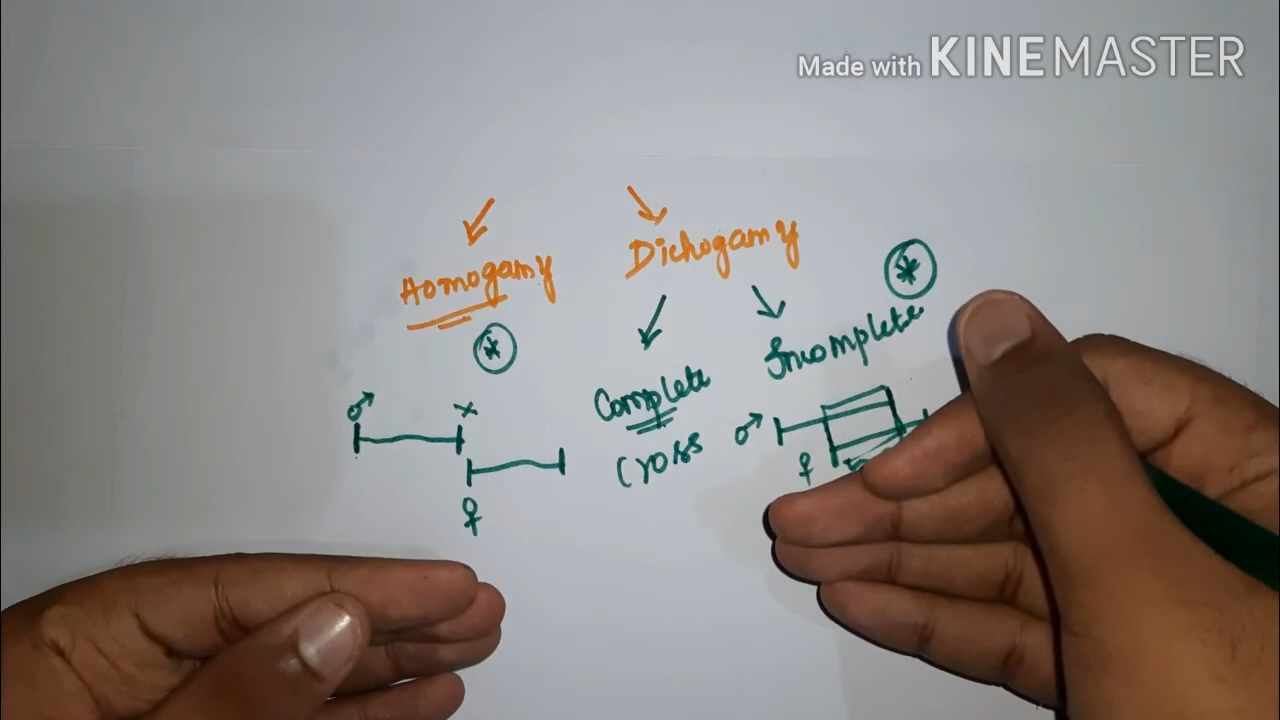 Made with KINEMASTER
Homogamy
Dichogamy
Complete
Incomplete
Cross
♂
x
♀
♂
♀